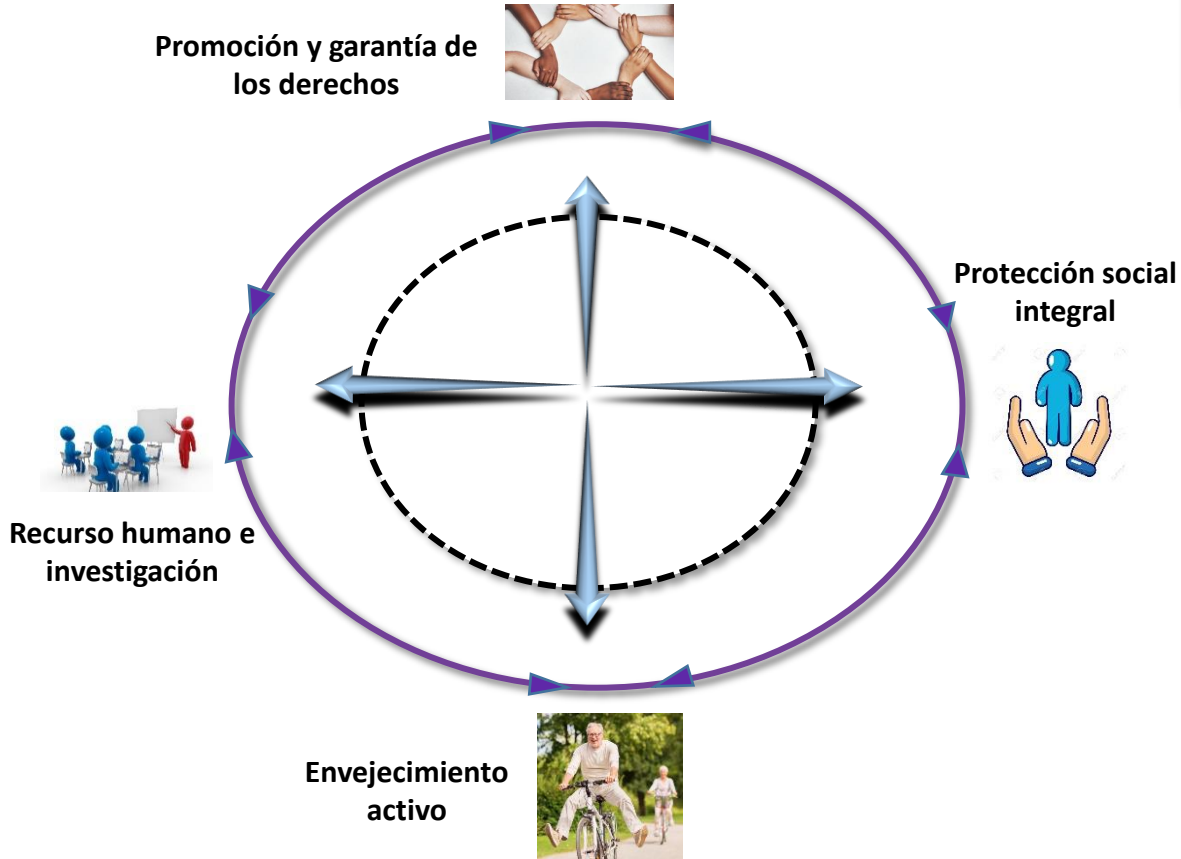 Promoción y garantía de
los derechos
Protección social
integral
Recurso humano e
investigación
Envejecimiento
activo